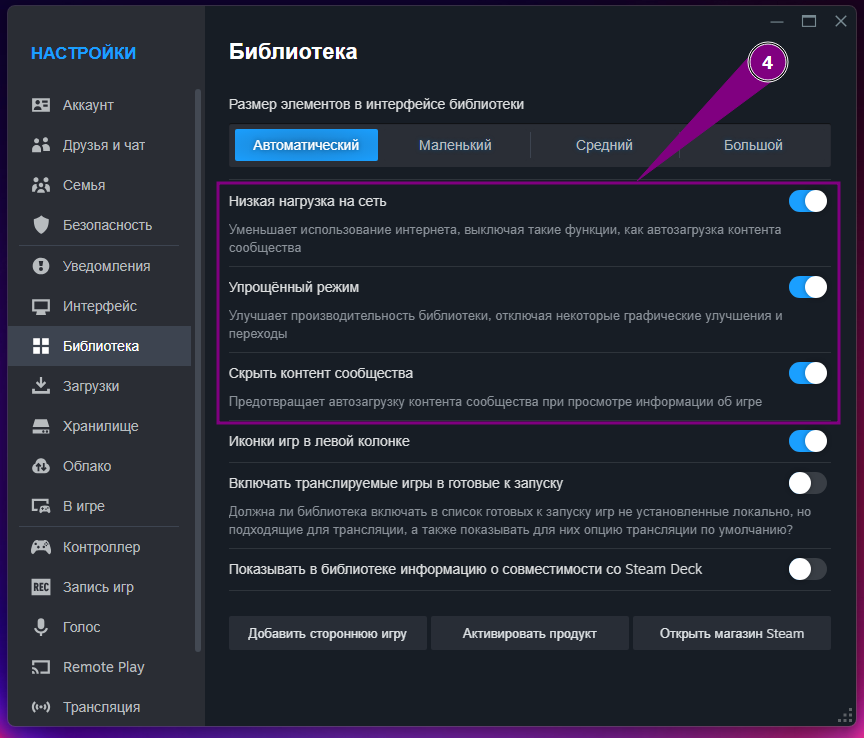 НАСТРОЙКИ
Аккаунт
Друзья и чат
Семья
Безопасность
Уведомления
Интерфейс
Библиотека
Загрузки
Хранилище
Облако
В игре
Контроллер
Запись игр
REC
Голос
Remote Play
Трансляция
Библиотека
4
Размер элементов в интерфейсе библиотеки
Автоматический
Маленький
Средний
Большой
Низкая нагрузка на сеть
Уменьшает использование интернета, выключая такие функции, как автозагрузка контента
сообщества
Упрощённый режим
Улучшает производительность библиотеки, отключая некоторые графические улучшения и
переходы
Скрыть контент сообщества
Предотвращает автозагрузку контента сообщества при просмотре информации об игре
Иконки игр в левой колонке
Включать транслируемые игры в готовые к запуску
Должна ли библиотека включать в список готовых к запуску игр не установленные локально, но
подходящие для трансляции, а также показывать для них опцию трансляции по умолчанию?
Показывать в библиотеке информацию о совместимости со Steam Deck
Добавить стороннюю игру
Активировать продукт
Открыть магазин Steam